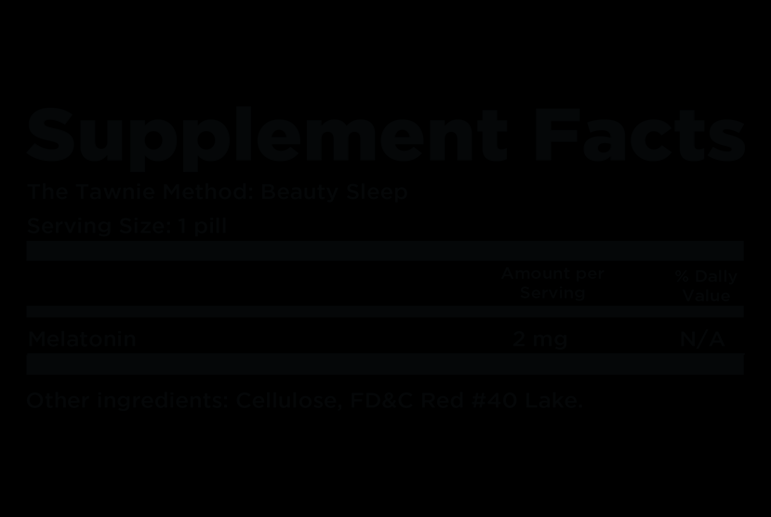 Supplement Facts
The Tawnie Method: Beauty Sleep
Serving Size: 1 pill
Amount per
Serving
% Daily
Value
Melatonin 2 mg N/A
Other Ingredients: Cellulose, FD&C Red #40 Lake.